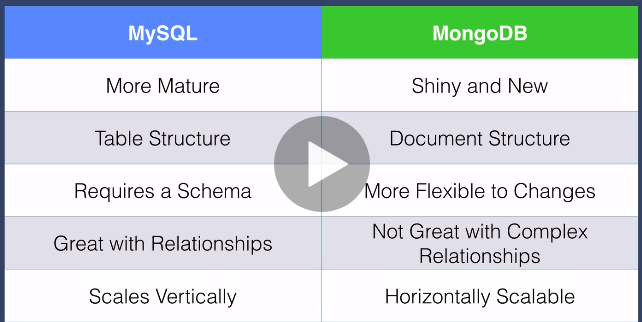 MySQL MongoDB
More Mature Shiny and New
Table Structure Document Structure
Requires a Schema More Flexible to Changes
Great with Relationships Not Great with Complex
Relationships
Scales Vertically Horizontally Scalable